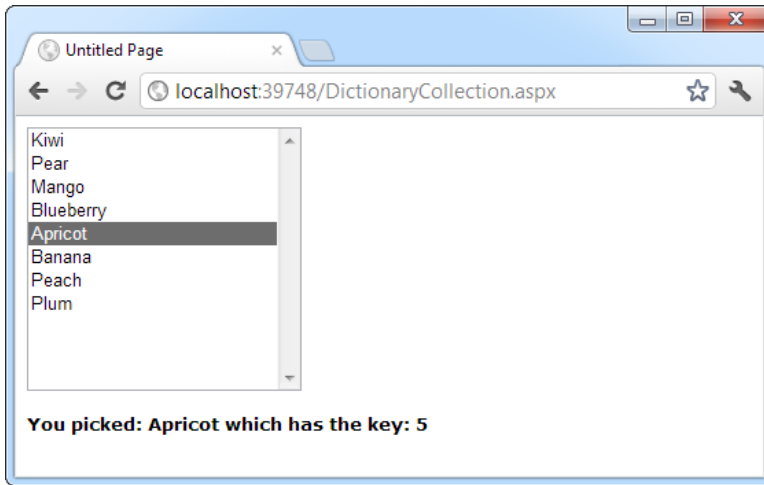 Untitled Page
localhost:39748/DictionaryCollection.aspx
Kiwi
Pear
Mango
Blueberry
Apricot
Banana
Peach
Plum
You picked: Apricot which has the key: 5